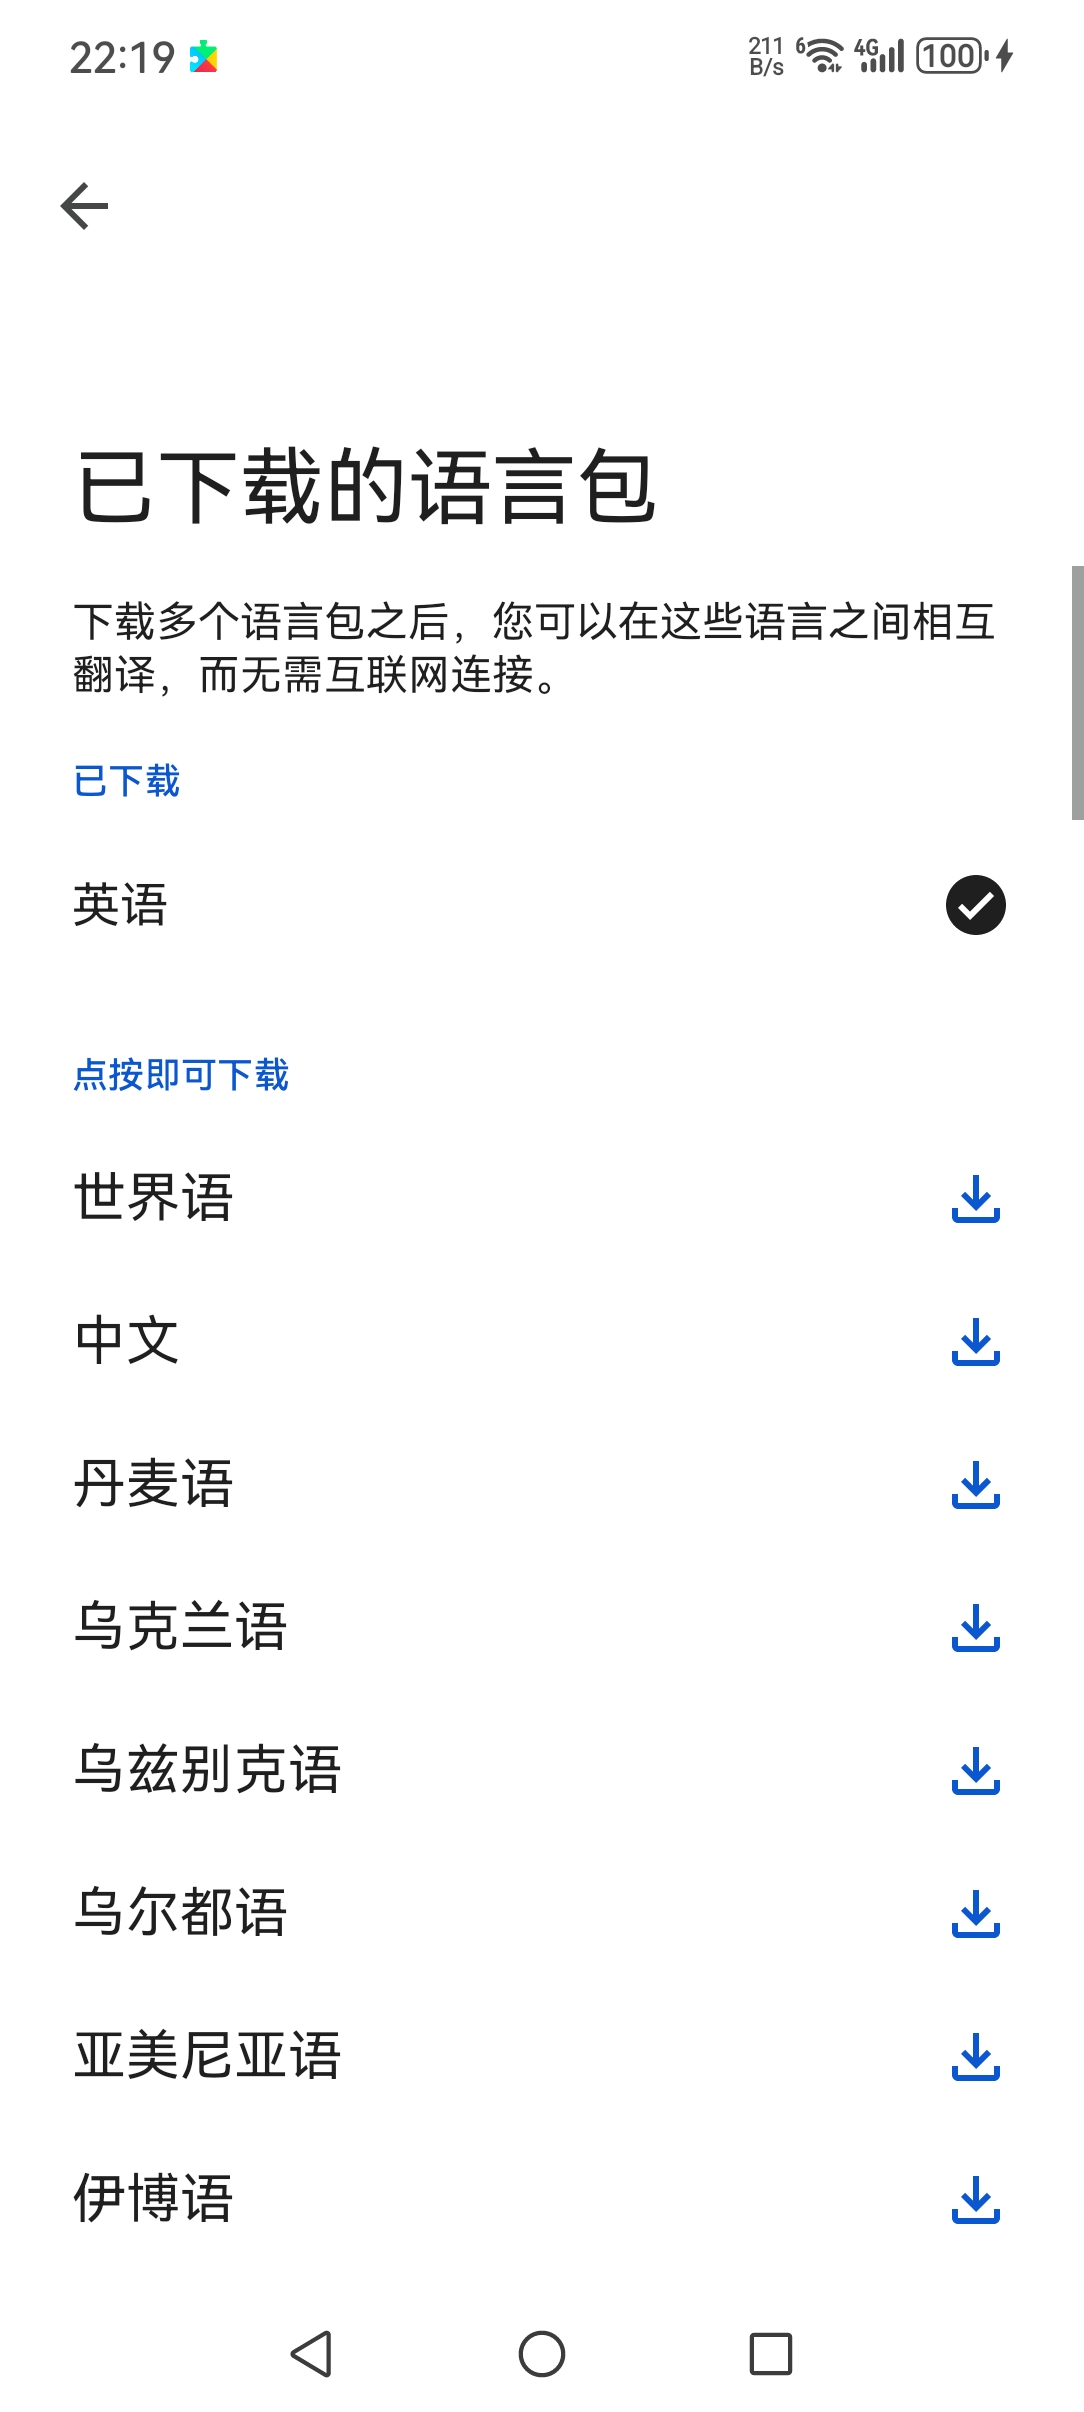 22:19
211 B/s
6
4G
100
已下载的语言包
下载多个语言包之后，您可以在这些语言之间相互
翻译，而无需互联网连接。
已下载
英语
点按即可下载
世界语
中文
丹麦语
乌克兰语
乌兹别克语
乌尔都语
亚美尼亚语
伊博语